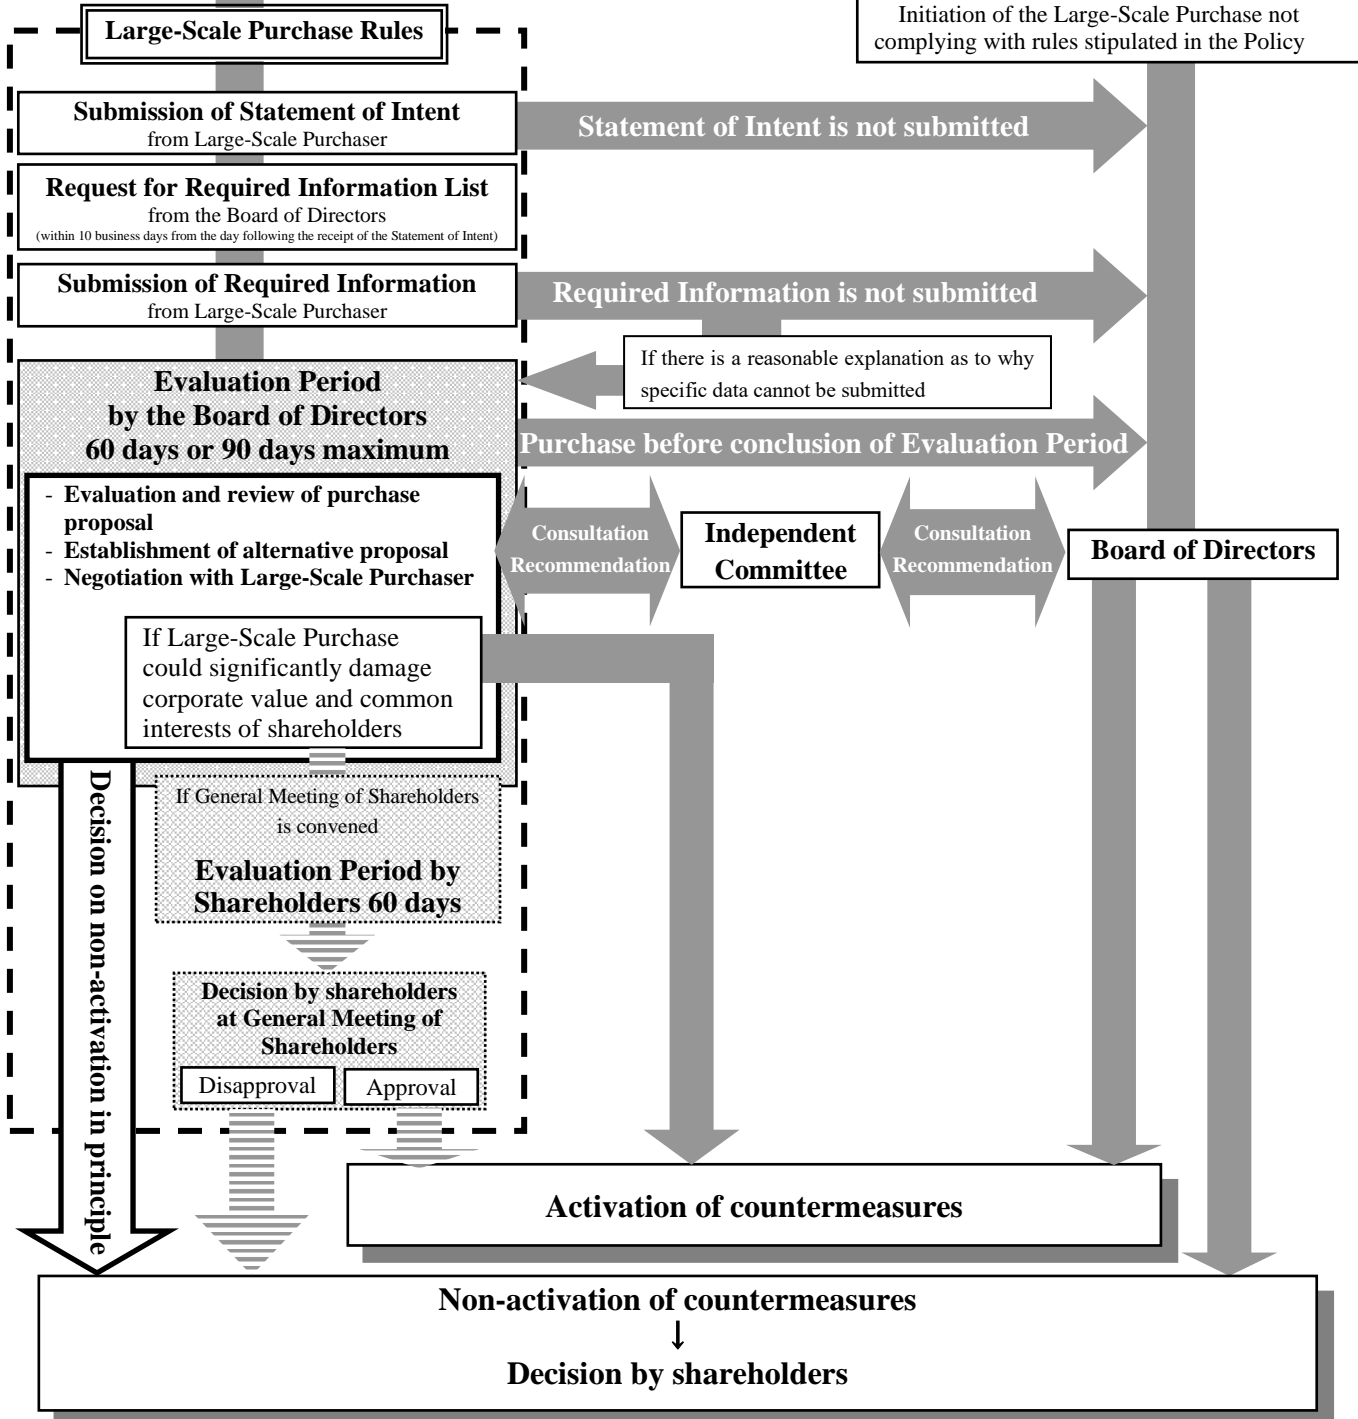 Large-Scale Purchase Rules
Initiation of the Large-Scale Purchase not
complying with rules stipulated in the Policy
Submission of Statement of Intent
from Large-Scale Purchaser
Statement of Intent is not submitted
Request for Required Information List
from the Board of Directors
(within 10 business days from the day following the receipt of the Statement of Intent)
Submission of Required Information
from Large-Scale Purchaser
Required Information is not submitted
If there is a reasonable explanation as to why
specific data cannot be submitted
Evaluation Period
by the Board of Directors
60 days or 90 days maximum
Purchase before conclusion of Evaluation Period
- Evaluation and review of purchase
proposal
- Establishment of alternative proposal
- Negotiation with Large-Scale Purchaser
Consultation
Recommendation
Independent
Committee
Consultation
Recommendation
Board of Directors
If Large-Scale Purchase
could significantly damage
corporate value and common
interests of shareholders
Decision on non-activation in principle
If General Meeting of Shareholders
is convened
Evaluation Period by
Shareholders 60 days
Decision by shareholders
at General Meeting of
Shareholders
Disapproval
Approval
Activation of countermeasures
Non-activation of countermeasures
↓
Decision by shareholders